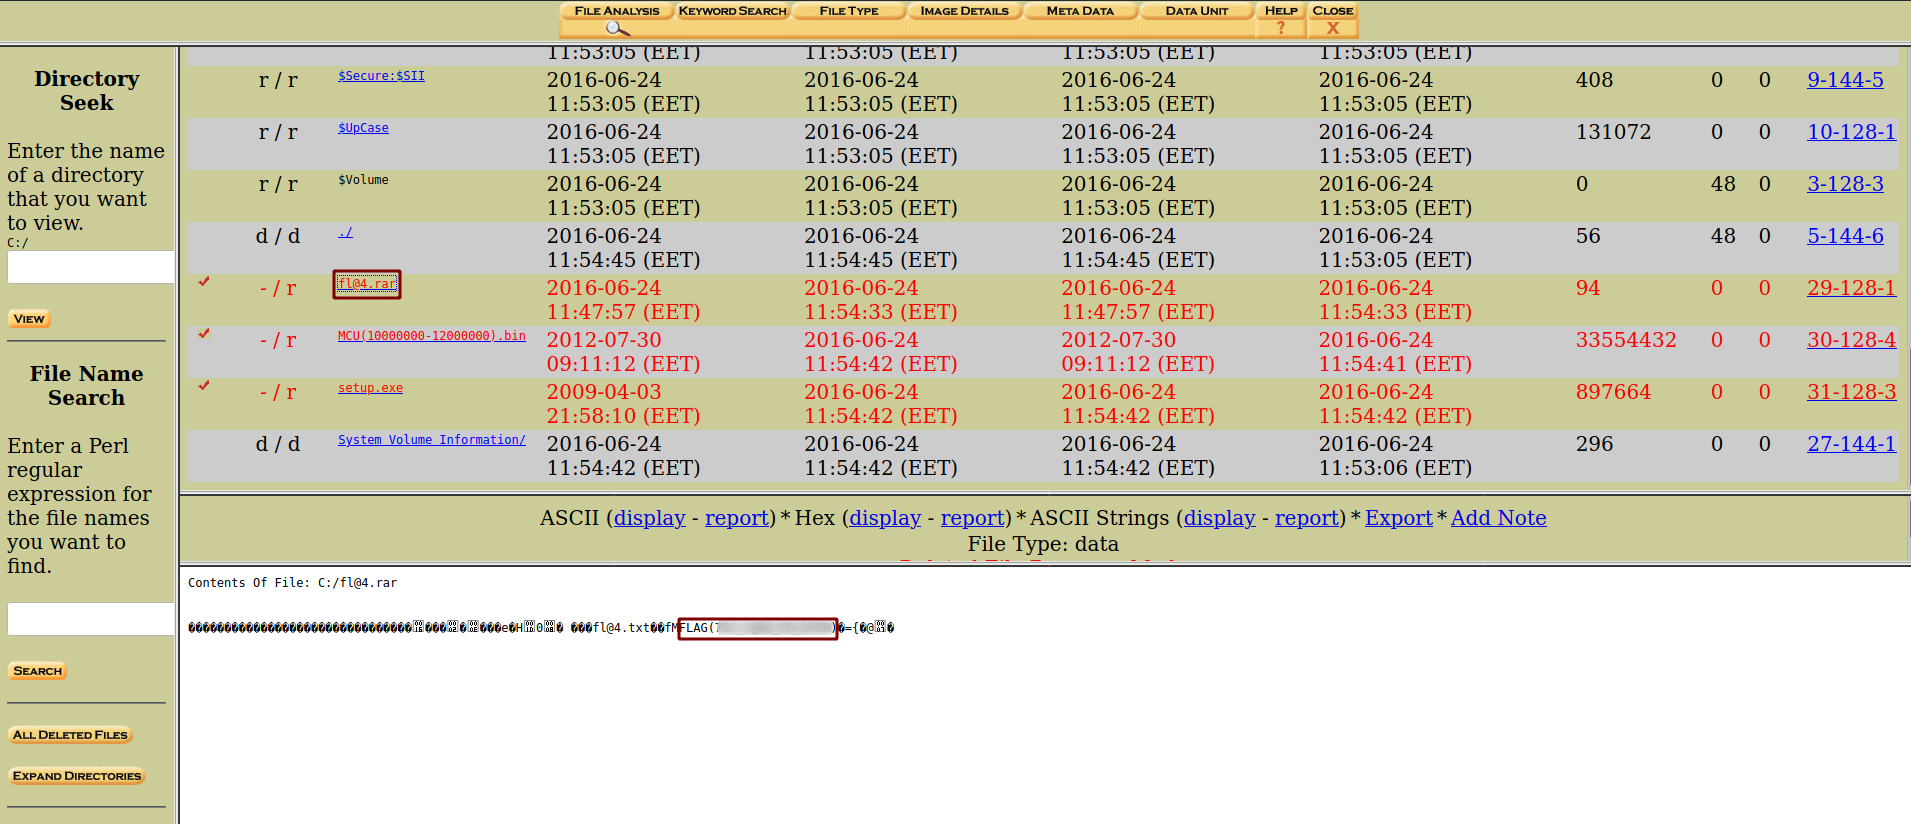 FILE ANALYSIS KEYWORD SEARCH FILE TYPE IMAGE DETAILS META DATA DATA UNIT HELP CLOSE
? X
Directory
Seek
Enter the name
of a directory
that you want
to view.
C:/
VIEW
File Name
Search
Enter a Perl
regular
expression for
the file names
you want to
find.
SEARCH
ALL DELETED FILES
EXPAND DIRECTORIES
11:53:05 (EET) 11:53:05 (EET) 11:53:05 (EET) 11:53:05 (EET)
r / r $Secure:$SII 2016-06-24 2016-06-24 2016-06-24 2016-06-24 408 0 0 9-144-5
11:53:05 (EET) 11:53:05 (EET) 11:53:05 (EET) 11:53:05 (EET)
r / r $UpCase 2016-06-24 2016-06-24 2016-06-24 2016-06-24 131072 0 0 10-128-1
11:53:05 (EET) 11:53:05 (EET) 11:53:05 (EET) 11:53:05 (EET)
r / r $Volume 2016-06-24 2016-06-24 2016-06-24 2016-06-24 0 48 0 3-128-3
11:53:05 (EET) 11:53:05 (EET) 11:53:05 (EET) 11:53:05 (EET)
d / d ./ 2016-06-24 2016-06-24 2016-06-24 2016-06-24 56 48 0 5-144-6
11:54:45 (EET) 11:54:45 (EET) 11:54:45 (EET) 11:53:05 (EET)
- / r fl@4.rar 2016-06-24 2016-06-24 2016-06-24 2016-06-24 94 0 0 29-128-1
11:47:57 (EET) 11:54:33 (EET) 11:47:57 (EET) 11:54:33 (EET)
- / r MCU(10000000-12000000).bin 2012-07-30 2016-06-24 2012-07-30 2016-06-24 33554432 0 0 30-128-4
09:11:12 (EET) 11:54:42 (EET) 09:11:12 (EET) 11:54:41 (EET)
- / r setup.exe 2009-04-03 2016-06-24 2016-06-24 2016-06-24 897664 0 0 31-128-3
21:58:10 (EET) 11:54:42 (EET) 11:54:42 (EET) 11:54:42 (EET)
d / d System Volume Information/ 2016-06-24 2016-06-24 2016-06-24 2016-06-24 296 0 0 27-144-1
11:54:42 (EET) 11:54:42 (EET) 11:54:42 (EET) 11:53:06 (EET)
ASCII (display - report) * Hex (display - report) * ASCII Strings (display - report) * Export * Add Note
File Type: data
Contents Of File: C:/fl@4.rar
fl@4.txt FLAG(